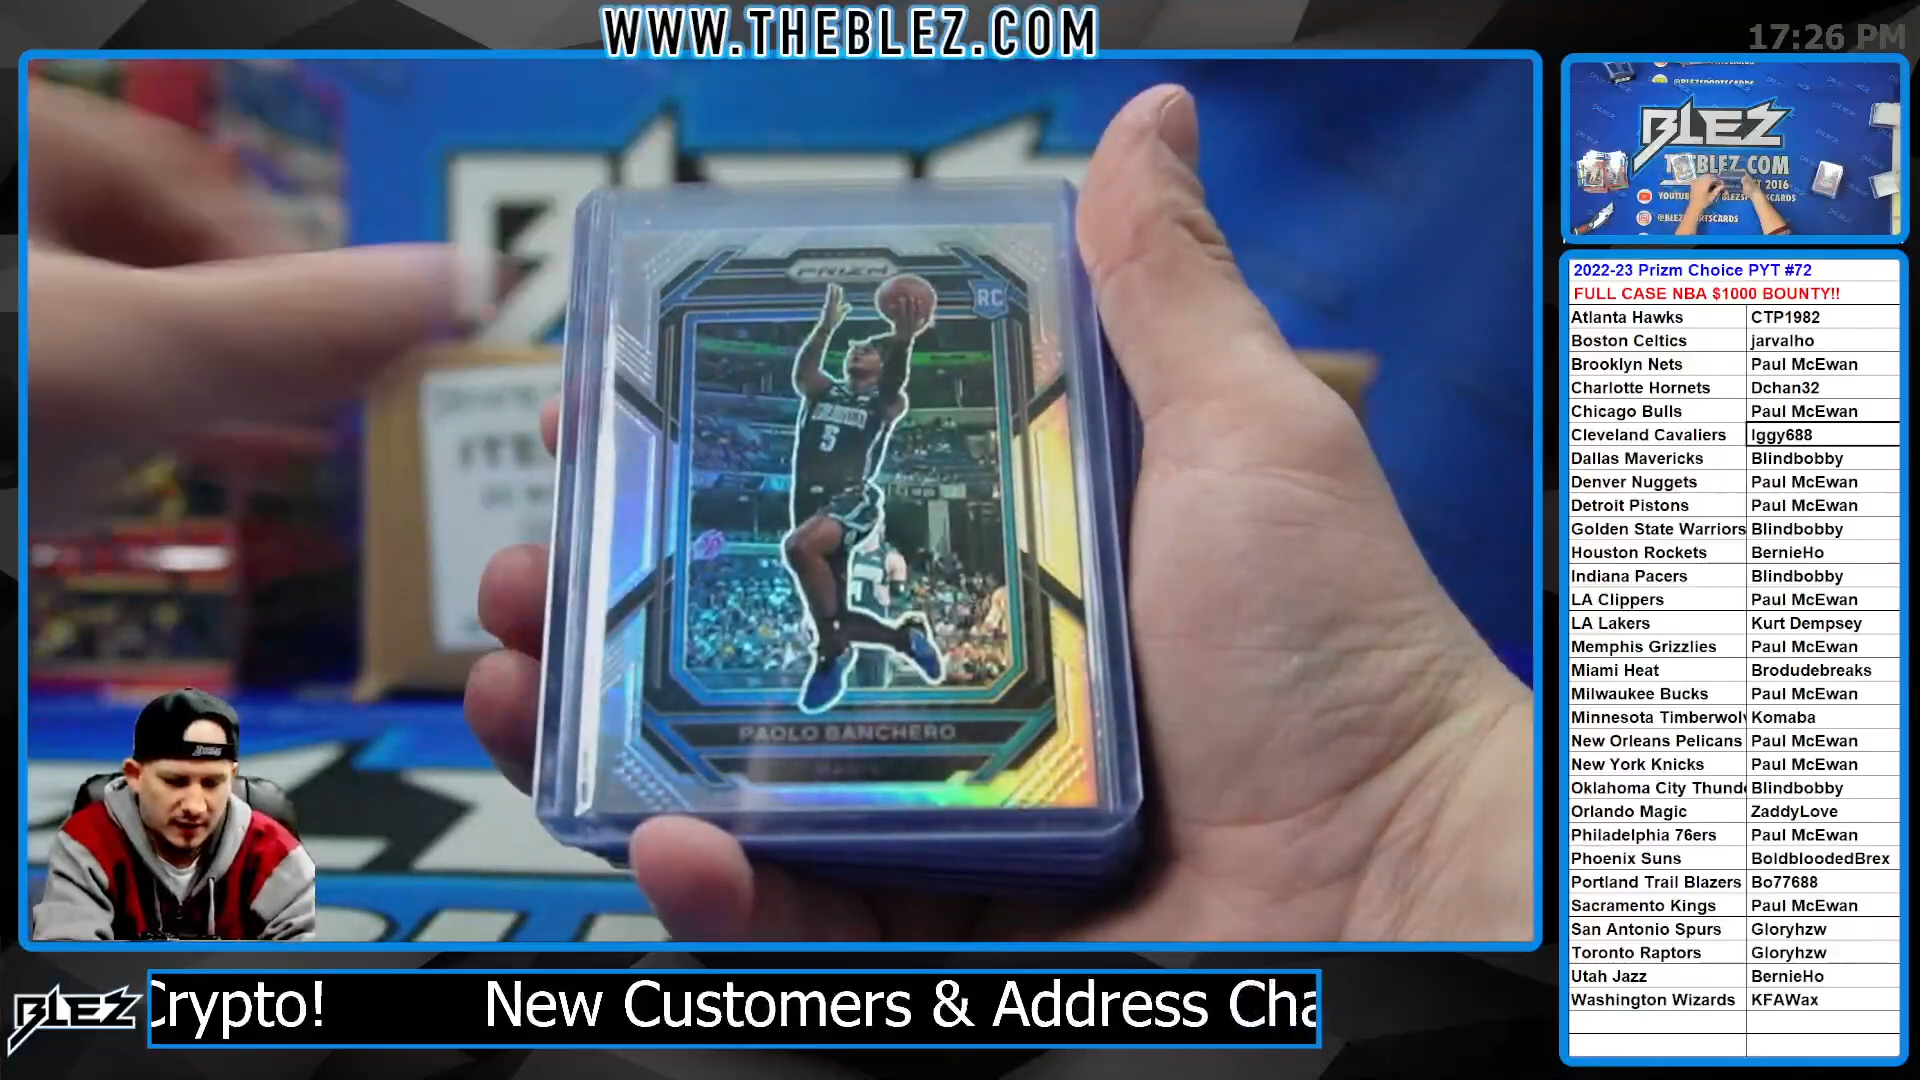 WWW.THEBLEZ.COM
17:26 PM
PRIZM
RC
5
PAOLO BANCHERO
BLEZ
THEBLEZ.COM
2016
@BLEZSPORTSCARDS
2022-23 Prizm Choice PYT #72
FULL CASE NBA $1000 BOUNTY!!
Atlanta Hawks CTP1982
Boston Celtics jarvalho
Brooklyn Nets Paul McEwan
Charlotte Hornets Dchan32
Chicago Bulls Paul McEwan
Cleveland Cavaliers Iggy688
Dallas Mavericks Blindbobby
Denver Nuggets Paul McEwan
Detroit Pistons Paul McEwan
Golden State Warriors Blindbobby
Houston Rockets BernieHo
Indiana Pacers Blindbobby
LA Clippers Paul McEwan
LA Lakers Kurt Dempsey
Memphis Grizzlies Paul McEwan
Miami Heat Brodudebreaks
Milwaukee Bucks Paul McEwan
Minnesota Timberwol Komaba
New Orleans Pelicans Paul McEwan
New York Knicks Paul McEwan
Oklahoma City Thund Blindbobby
Orlando Magic ZaddyLove
Philadelphia 76ers Paul McEwan
Phoenix Suns BoldbloodedBrex
Portland Trail Blazers Bo77688
Sacramento Kings Paul McEwan
San Antonio Spurs Gloryhzw
Toronto Raptors Gloryhzw
Utah Jazz BernieHo
Washington Wizards KFAWax
BLEZ
Crypto! New Customers & Address Cha